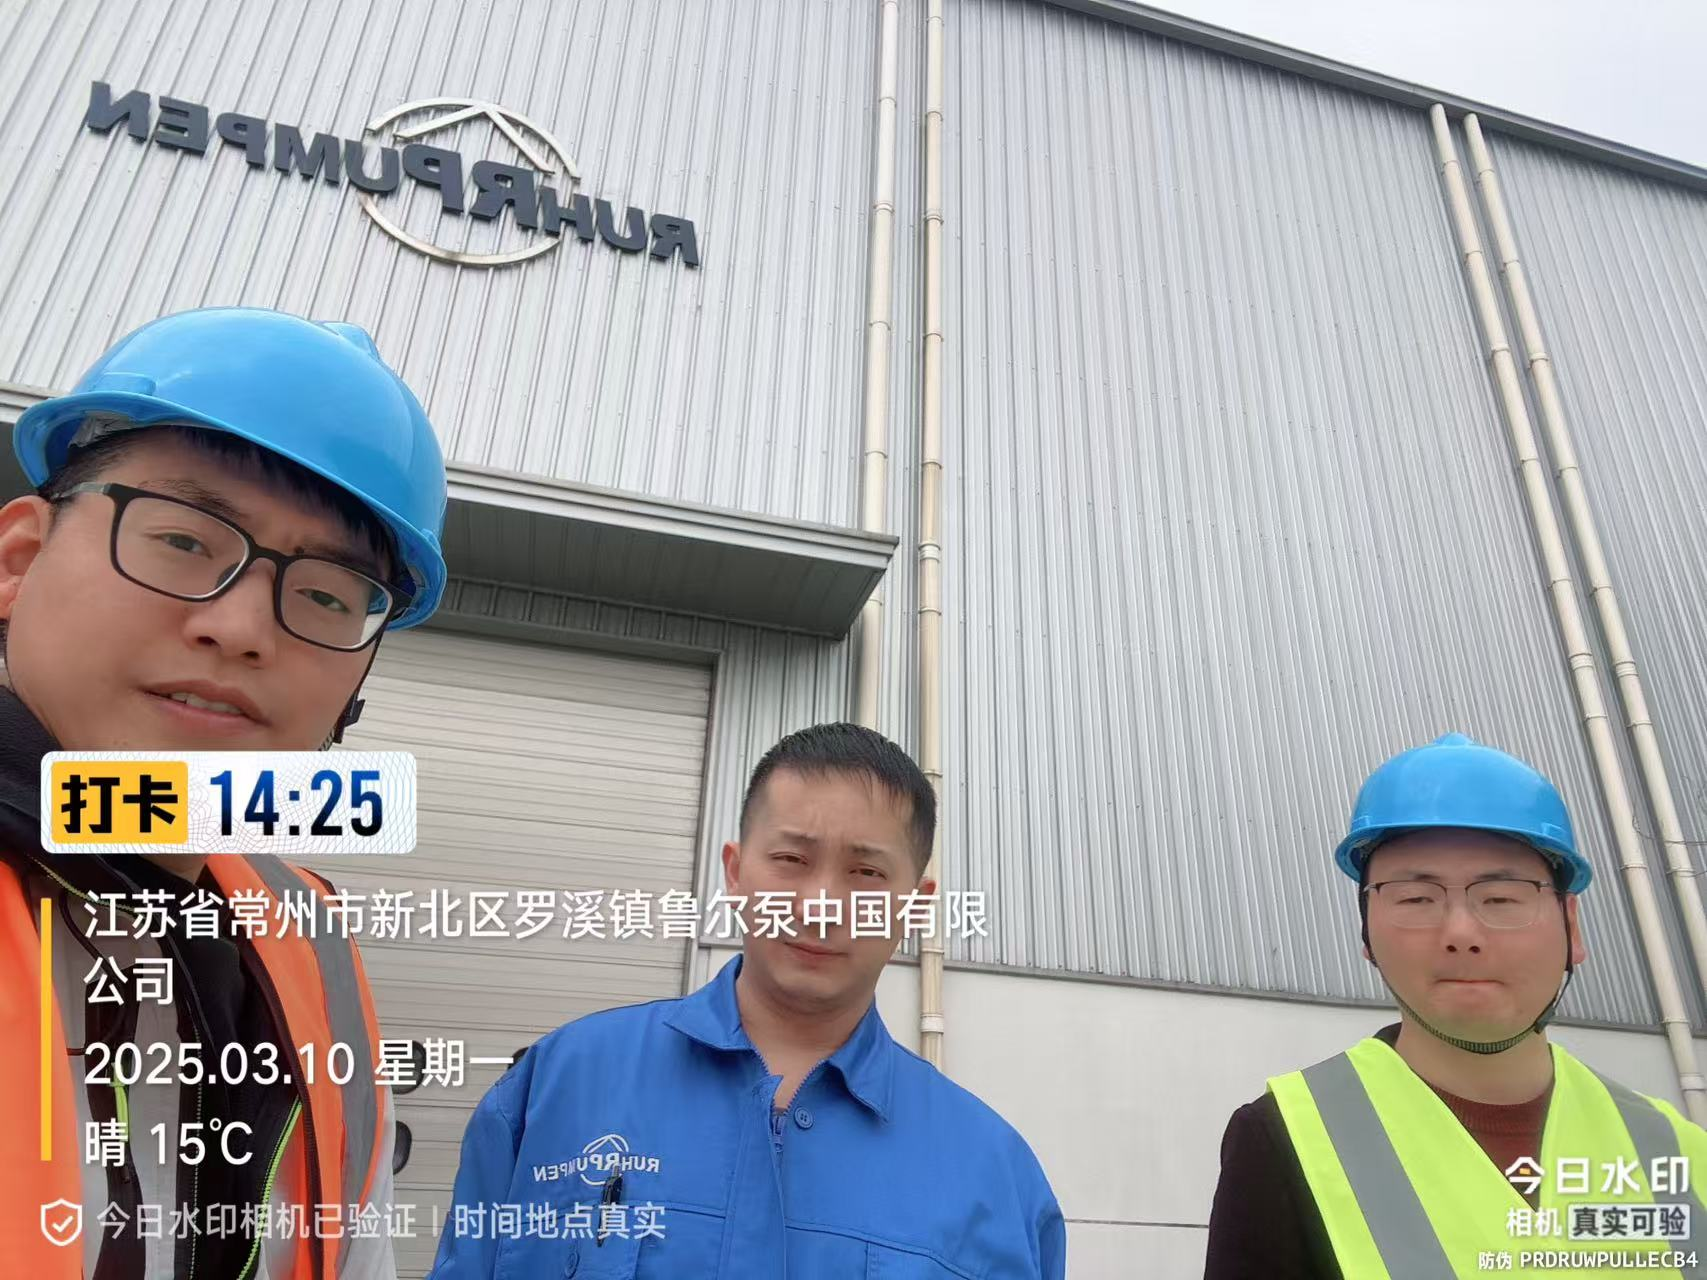 RUHRPUMPEN
打卡 14:25
江苏省常州市新北区罗溪镇鲁尔泵中国有限
公司
2025.03.10 星期一
晴 15℃
RUHRPUMPEN
今日水印相机已验证 | 时间地点真实
今日水印
相机 真实可验
防伪 PRDRUWPULLECB4